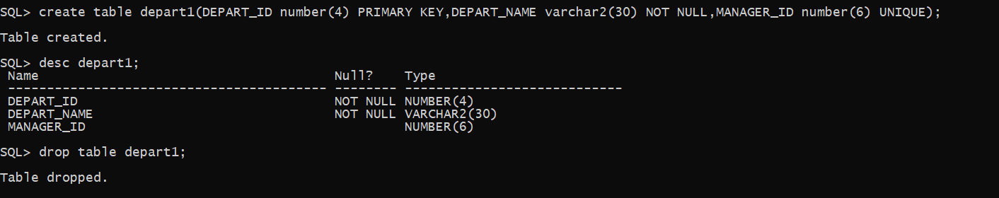 SQL> create table depart1(DEPART_ID number(4) PRIMARY KEY,DEPART_NAME varchar2(30) NOT NULL,MANAGER_ID number(6) UNIQUE);
Table created.
SQL> desc depart1;
Name                                      Null?    Type
----------------------------------------- -------- ----------------------------
DEPART_ID                                 NOT NULL NUMBER(4)
DEPART_NAME                               NOT NULL VARCHAR2(30)
MANAGER_ID                                         NUMBER(6)
SQL> drop table depart1;
Table dropped.